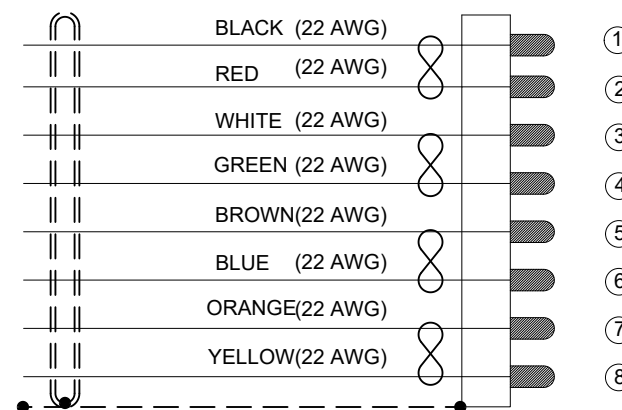 BLACK (22 AWG) 1
RED (22 AWG) 2
WHITE (22 AWG) 3
GREEN (22 AWG) 4
BROWN(22 AWG) 5
BLUE (22 AWG) 6
ORANGE(22 AWG) 7
YELLOW(22 AWG) 8